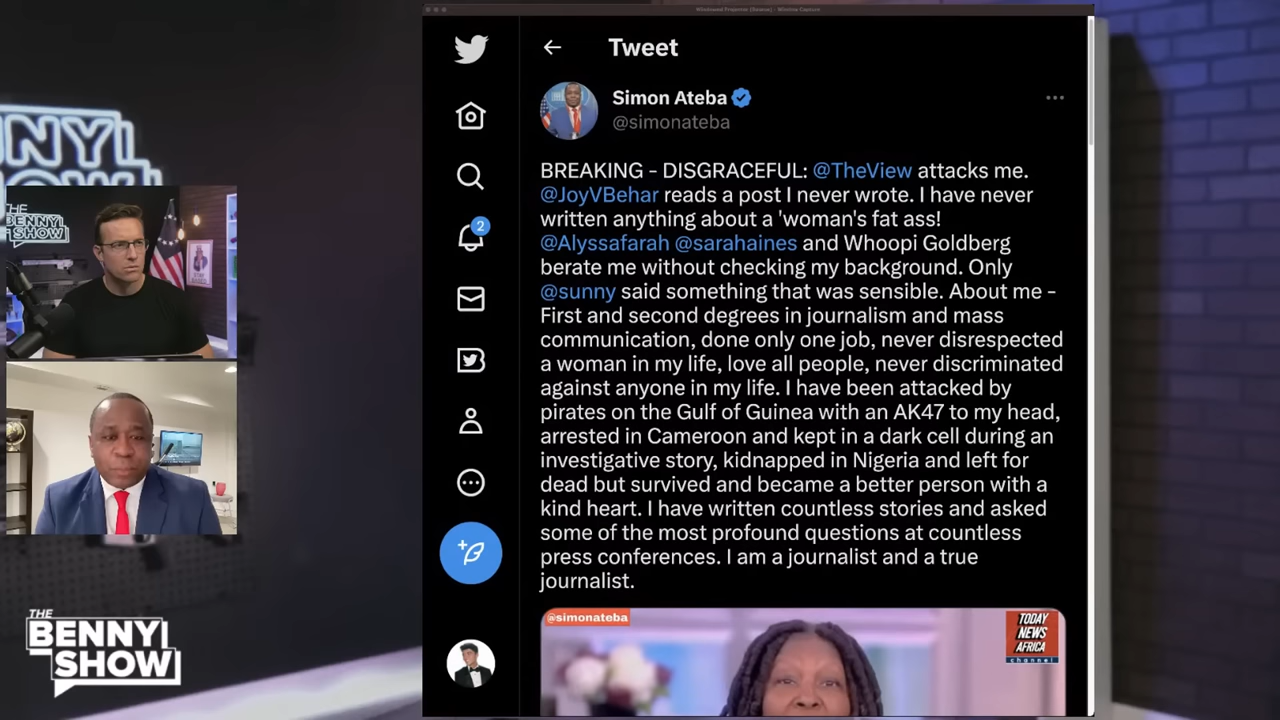 Tweet
Simon Ateba
@simonateba
BREAKING - DISGRACEFUL: @TheView attacks me.
@JoyVBehar reads a post I never wrote. I have never
written anything about a 'woman's fat ass!
@Alyssafarah @sarahaines and Whoopi Goldberg
berate me without checking my background. Only
@sunny said something that was sensible. About me -
First and second degrees in journalism and mass
communication, done only one job, never disrespected
a woman in my life, love all people, never discriminated
against anyone in my life. I have been attacked by
pirates on the Gulf of Guinea with an AK47 to my head,
arrested in Cameroon and kept in a dark cell during an
investigative story, kidnapped in Nigeria and left for
dead but survived and became a better person with a
kind heart. I have written countless stories and asked
some of the most profound questions at countless
press conferences. I am a journalist and a true
journalist.
2
@simonateba
TODAY
NEWS
AFRICA
channel
THE
BENNY
SHOW
THE
BENNY
SHOW